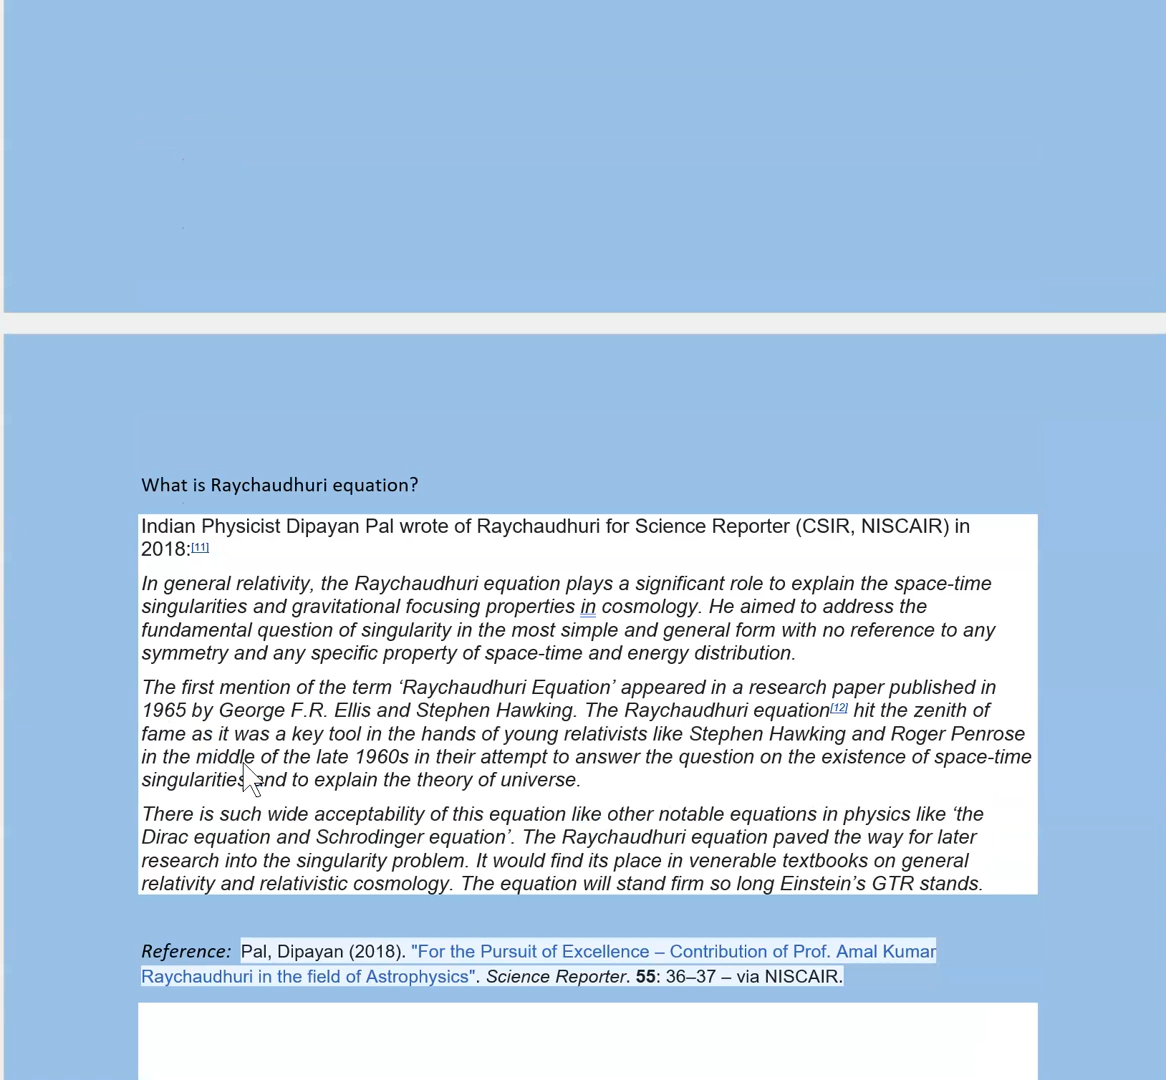 What is Raychaudhuri equation?
Indian Physicist Dipayan Pal wrote of Raychaudhuri for Science Reporter (CSIR, NISCAIR) in
2018:[11]
In general relativity, the Raychaudhuri equation plays a significant role to explain the space-time
singularities and gravitational focusing properties in cosmology. He aimed to address the
fundamental question of singularity in the most simple and general form with no reference to any
symmetry and any specific property of space-time and energy distribution.
The first mention of the term ‘Raychaudhuri Equation’ appeared in a research paper published in
1965 by George F.R. Ellis and Stephen Hawking. The Raychaudhuri equation[12] hit the zenith of
fame as it was a key tool in the hands of young relativists like Stephen Hawking and Roger Penrose
in the middle of the late 1960s in their attempt to answer the question on the existence of space-time
singularities and to explain the theory of universe.
There is such wide acceptability of this equation like other notable equations in physics like ‘the
Dirac equation and Schrodinger equation’. The Raychaudhuri equation paved the way for later
research into the singularity problem. It would find its place in venerable textbooks on general
relativity and relativistic cosmology. The equation will stand firm so long Einstein’s GTR stands.
Reference: Pal, Dipayan (2018). "For the Pursuit of Excellence – Contribution of Prof. Amal Kumar
Raychaudhuri in the field of Astrophysics". Science Reporter. 55: 36–37 – via NISCAIR.